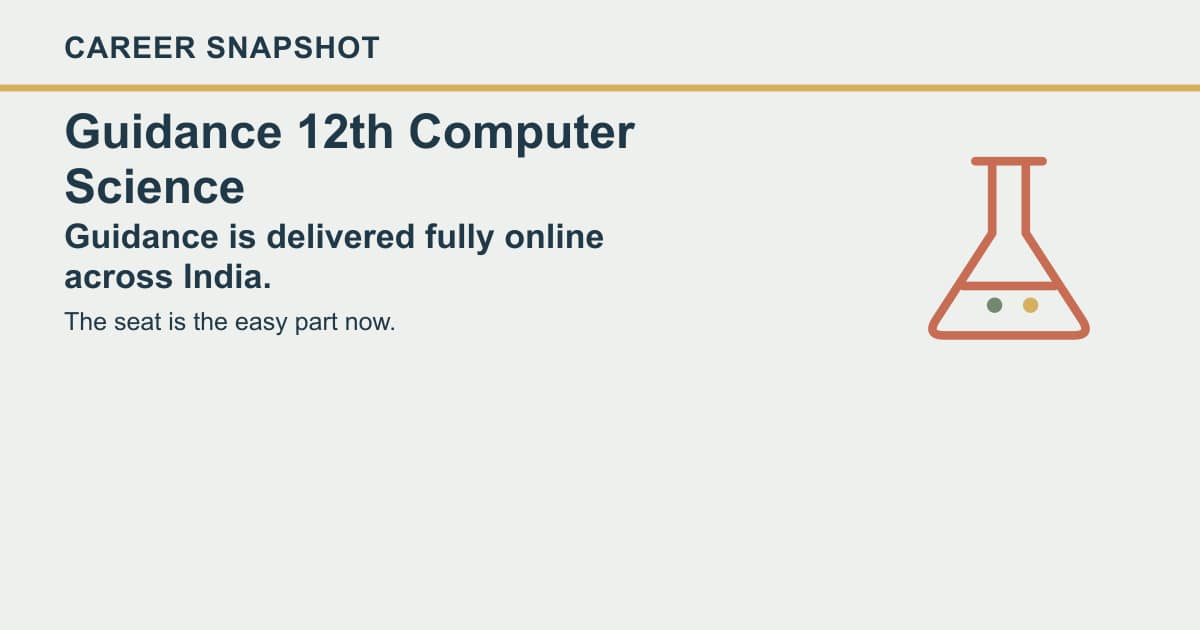 CAREER SNAPSHOT
Guidance 12th Computer
Science
Guidance is delivered fully online
across India.
The seat is the easy part now.